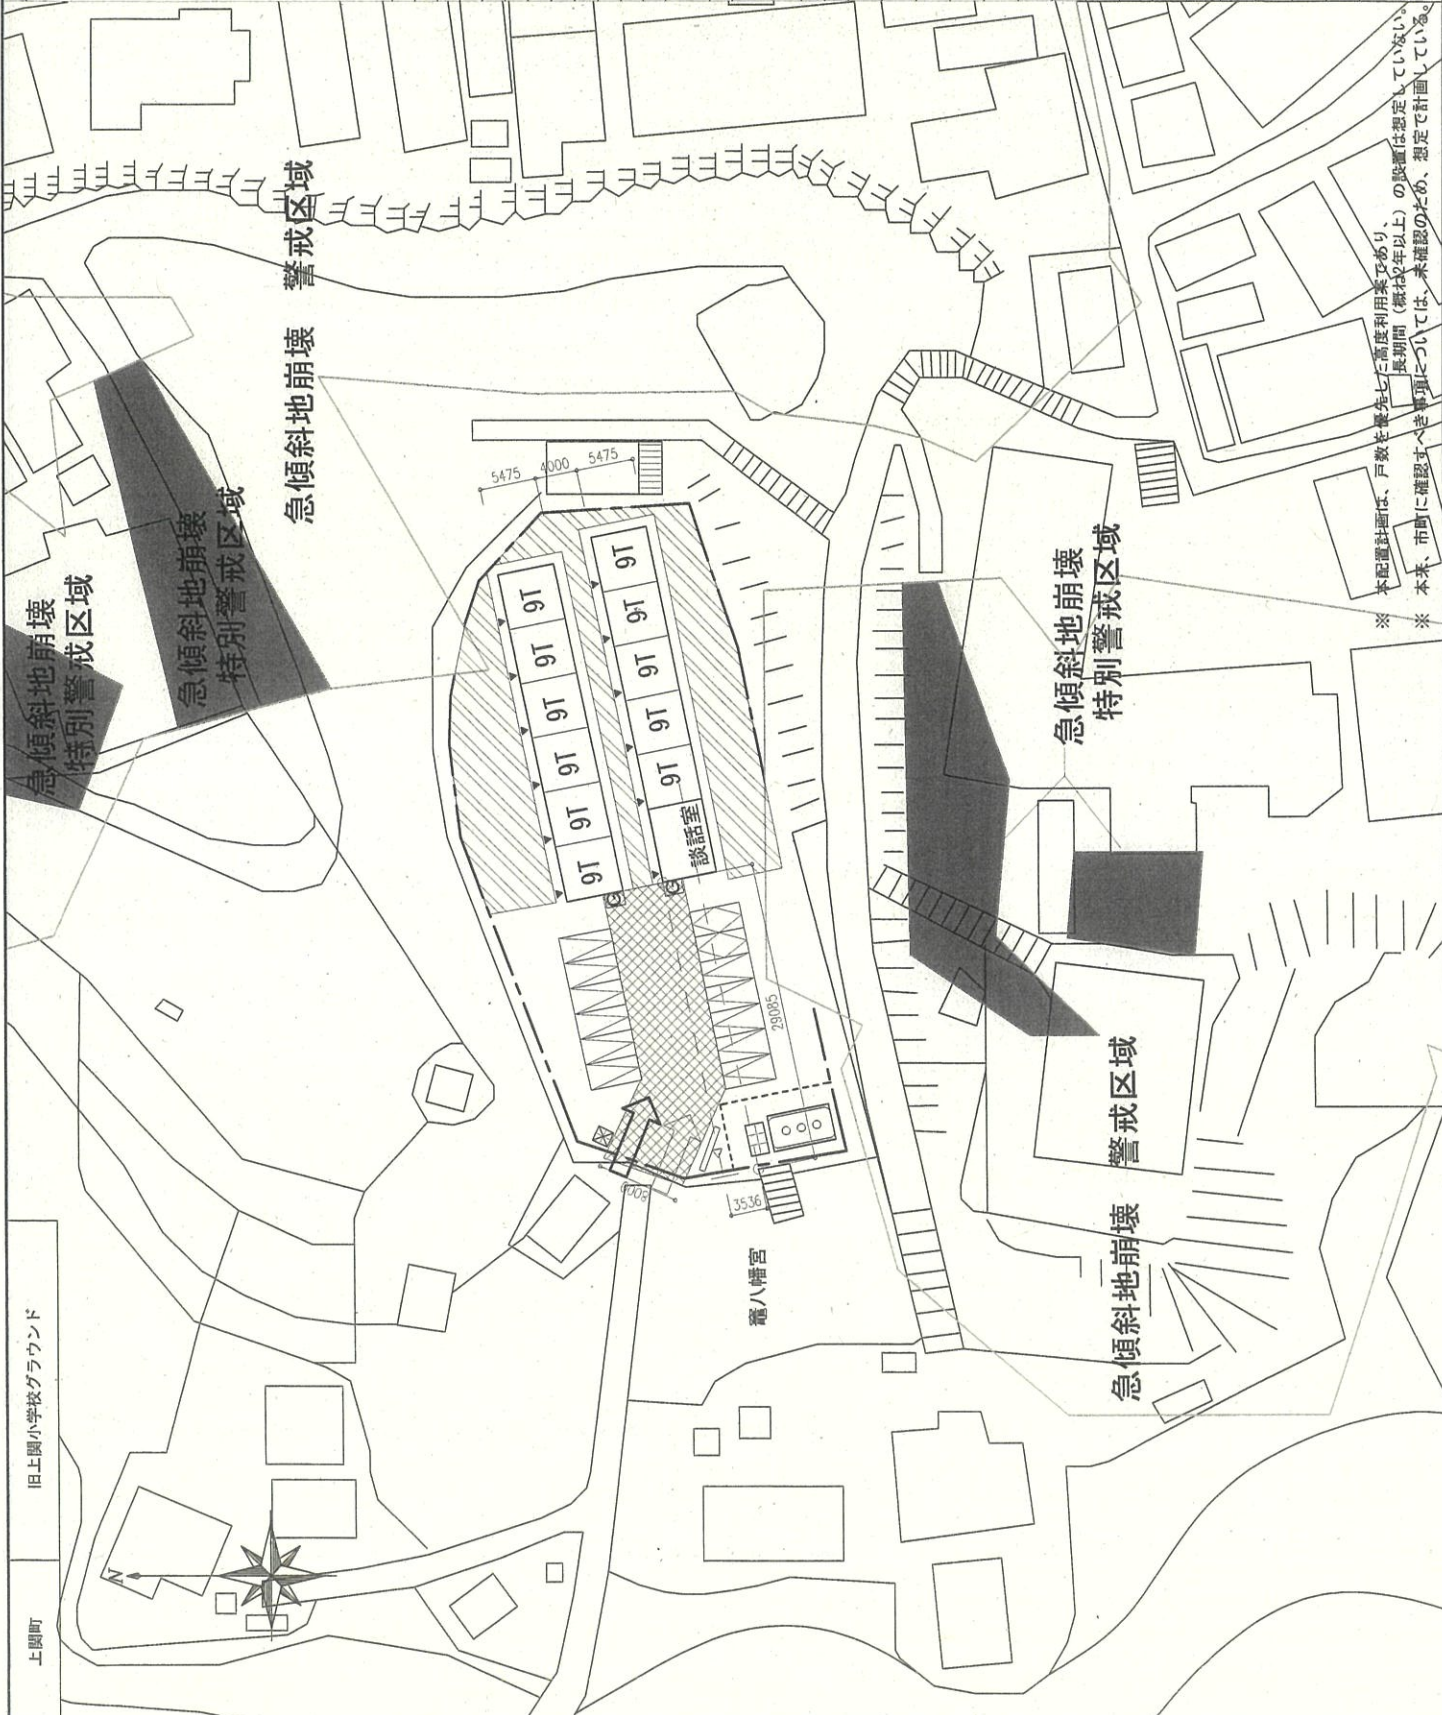 上関町
旧上関小学校グラウンド
N
急傾斜地崩壊
特別警戒区域
急傾斜地崩壊
特別警戒区域
急傾斜地崩壊　警戒区域
5475
4000
5475
9T
9T
9T
9T
9T
9T
9T
9T
9T
9T
9T
談話室
G
G
29085
6000
3536
竈八幡宮
急傾斜地崩壊
特別警戒区域
急傾斜地崩壊　警戒区域
※　本配置計画は、戸数を優先した高度利用案であり、
長期間（概ね2年以上）の設置は想定していない。
※　本来、市町に確認すべき事項については、未確認のため、想定で計画している。